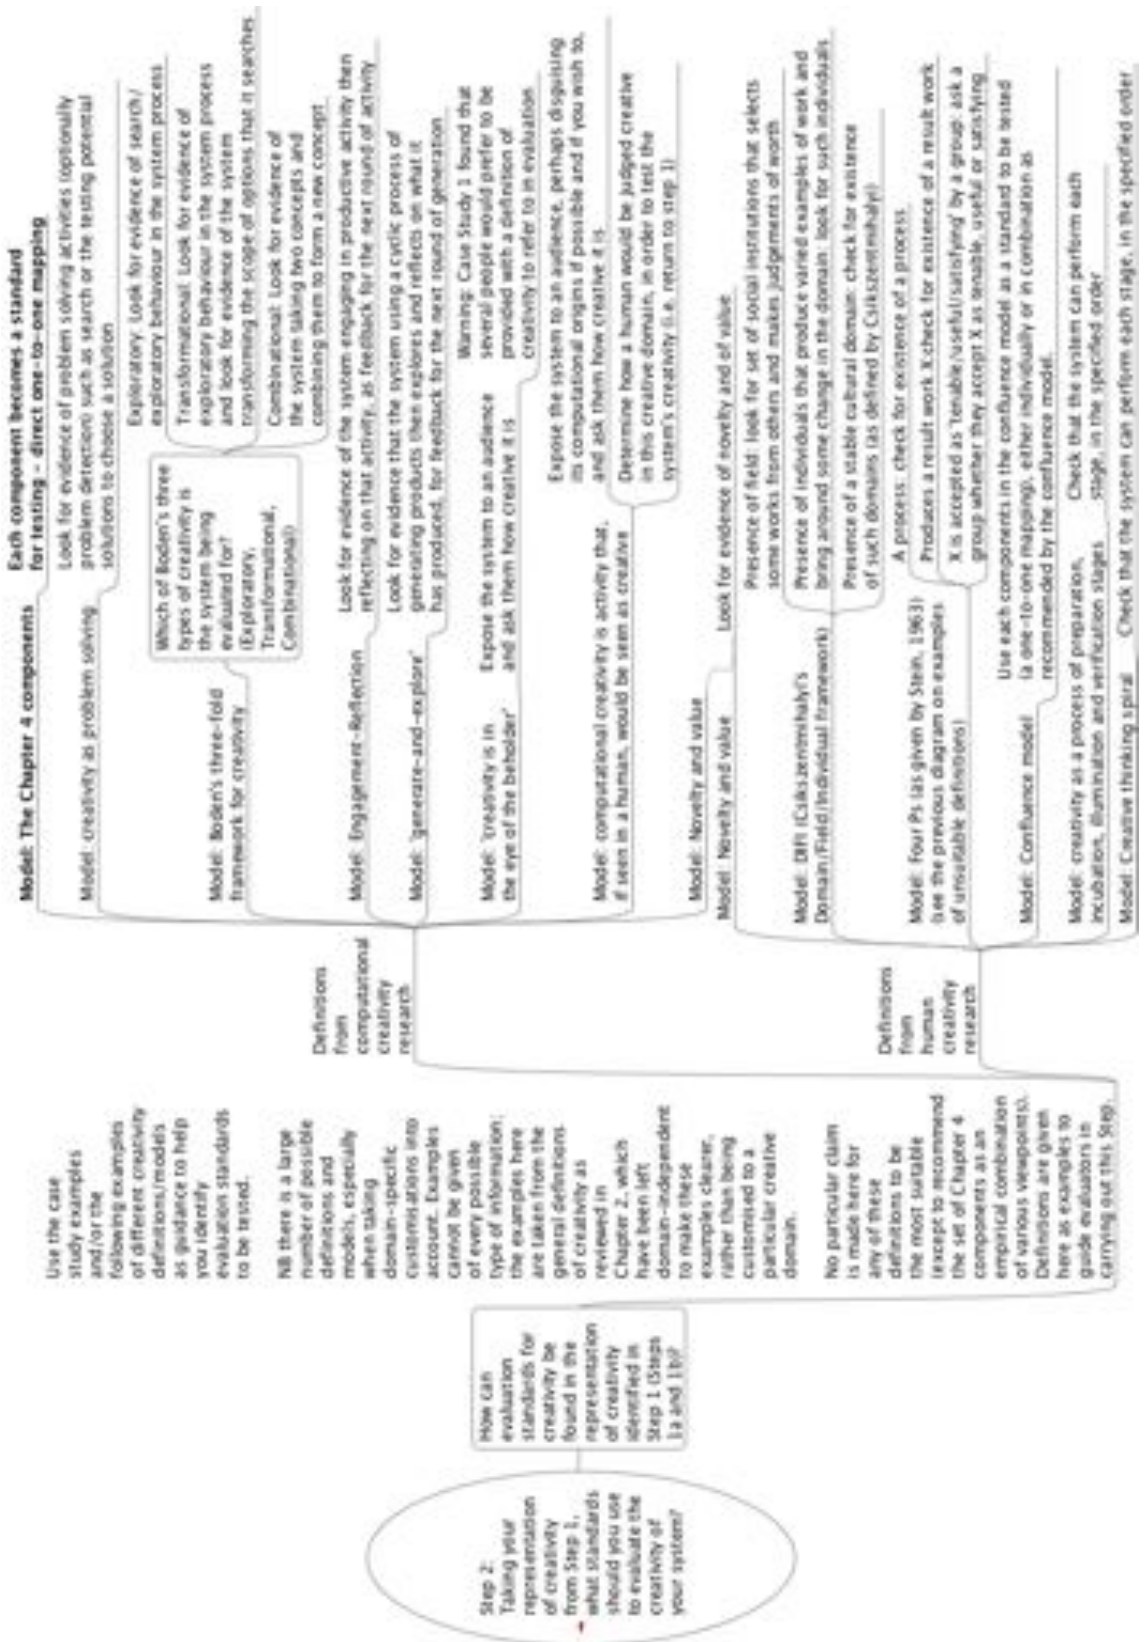 Step 2:
Taking your
representation
of creativity
from Step 1,
what standards
should you use
to evaluate the
creativity of
your system?
How can
evaluation
standards for
creativity be
found in the
representation
of creativity
identified in
Step 1 (Steps
1a and 1b)?
Use the case
study examples
and/or the
following examples
of different creativity
definitions/models
as guidance to help
you identify
evaluation standards
to be tested.
NB there is a large
number of possible
definitions and
models, especially
when taking
domain-specific
customisations into
account. Examples
cannot be given
of every possible
type of information;
the examples here
are taken from the
general definitions
of creativity as
reviewed in
Chapter 2, which
have been left
domain-independent
to make these
examples clearer,
rather than being
customised to a
particular creative
domain.
No particular claim
is made here for
any of these
definitions to be
the most suitable
(except to recommend
the set of Chapter 4
components as an
empirical combination
of various viewpoints).
Definitions are given
here as examples to
guide evaluators in
carrying out this Step.
Definitions
from
computational
creativity
research
Model: The Chapter 4 components
Each component becomes a standard
for testing - direct one-to-one mapping
Model: creativity as problem solving
Look for evidence of problem solving activities (optionally
problem detection) such as search or the testing potential
solutions to choose a solution
Model: Boden's three-fold
framework for creativity
Which of Boden's three
types of creativity is
the system being
evaluated for?
(Exploratory,
Transformational,
Combinational)
Exploratory: Look for evidence of search/
exploratory behaviour in the system process
Transformational: Look for evidence of
exploratory behaviour in the system process
and look for evidence of the system
transforming the scope of options that it searches
Combinational: Look for evidence of
the system taking two concepts and
combining them to form a new concept
Model: Engagement-Reflection
Look for evidence of the system engaging in productive activity then
reflecting on that activity, as feedback for the next round of activity
Model: 'generate-and-explore'
Look for evidence that the system using a cyclic process of
generating products then explores and reflects on what it
has produced, for feedback for the next round of generation
Model: 'creativity is in
the eye of the beholder'
Expose the system to an audience
and ask them how creative it is
Warning: Case Study 1 found that
several people would prefer to be
provided with a definition of
creativity to refer to in evaluation
Model: computational creativity is activity that,
if seen in a human, would be seen as creative
Expose the system to an audience, perhaps disguising
its computational origins if possible and if you wish to,
and ask them how creative it is
Determine how a human would be judged creative
in this creative domain, in order to test the
system's creativity (i.e. return to step 1)
Model: Novelty and value
Definitions
from
human
creativity
research
Model: Novelty and value
Look for evidence of novelty and of value
Model: DIFI (Csikszentmihalyi's
Domain/Field/Individual framework)
Presence of field: look for set of social institutions that selects
some works from others and makes judgements of worth
Presence of individuals that produce varied examples of work and
bring around some change in the domain: look for such individuals
Presence of a stable cultural domain: check for existence
of such domains (as defined by Csikszentmihalyi)
Model: Four Ps (as given by Stein, 1963)
(see the previous diagram on examples
of unsuitable definitions)
A process: check for existence of a process
Produces a result work X:check for existence of a result work
X is accepted as 'tenable/useful/satisfying' by a group: ask a
group whether they accept X as tenable, useful or satisfying
Model: Confluence model
Use each components in the confluence model as a standard to be tested
(a one-to-one mapping), either individually or in combination as
recommended by the confluence model.
Model: creativity as a process of preparation,
incubation, illumination and verification stages
Check that the system can perform each
stage, in the specified order
Model: Creative thinking spiral
Check that the system can perform each stage, in the specified order